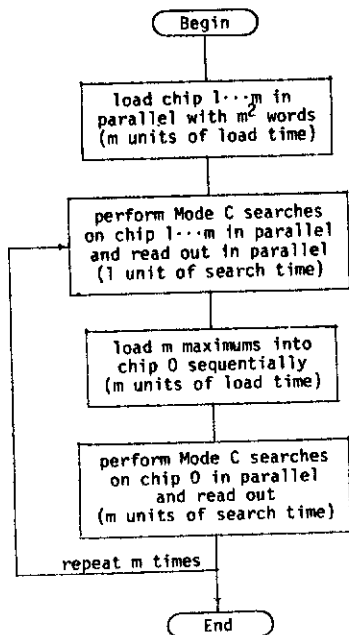 Begin
load chip 1···m in
parallel with m² words
(m units of load time)
perform Mode C searches
on chip 1···m in parallel
and read out in parallel
(1 unit of search time)
load m maximums into
chip 0 sequentially
(m units of load time)
perform Mode C searches
on chip 0 in parallel
and read out
(m units of search time)
repeat m times
End